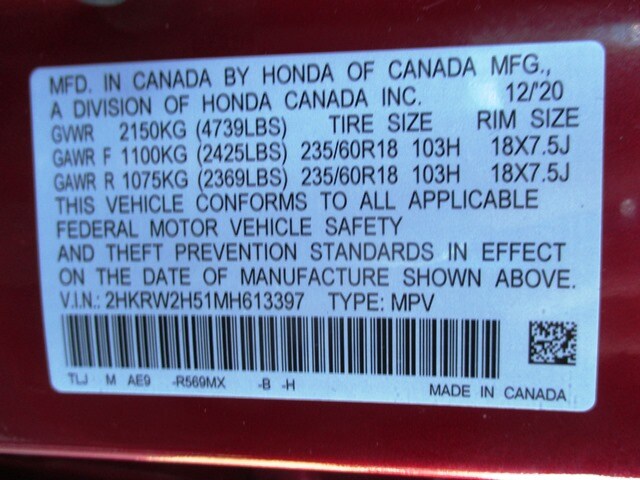 MFD. IN CANADA BY HONDA OF CANADA MFG.,
A DIVISION OF HONDA CANADA INC. 12/'20
GVWR 2150KG (4739LBS) TIRE SIZE RIM SIZE
GAWR F 1100KG (2425LBS) 235/60R18 103H 18X7.5J
GAWR R 1075KG (2369LBS) 235/60R18 103H 18X7.5J
THIS VEHICLE CONFORMS TO ALL APPLICABLE
FEDERAL MOTOR VEHICLE SAFETY
AND THEFT PREVENTION STANDARDS IN EFFECT
ON THE DATE OF MANUFACTURE SHOWN ABOVE.
V.I.N.: 2HKRW2H51MH613397 TYPE: MPV
TLJ M AE9 -R569MX -B -H
MADE IN CANADA